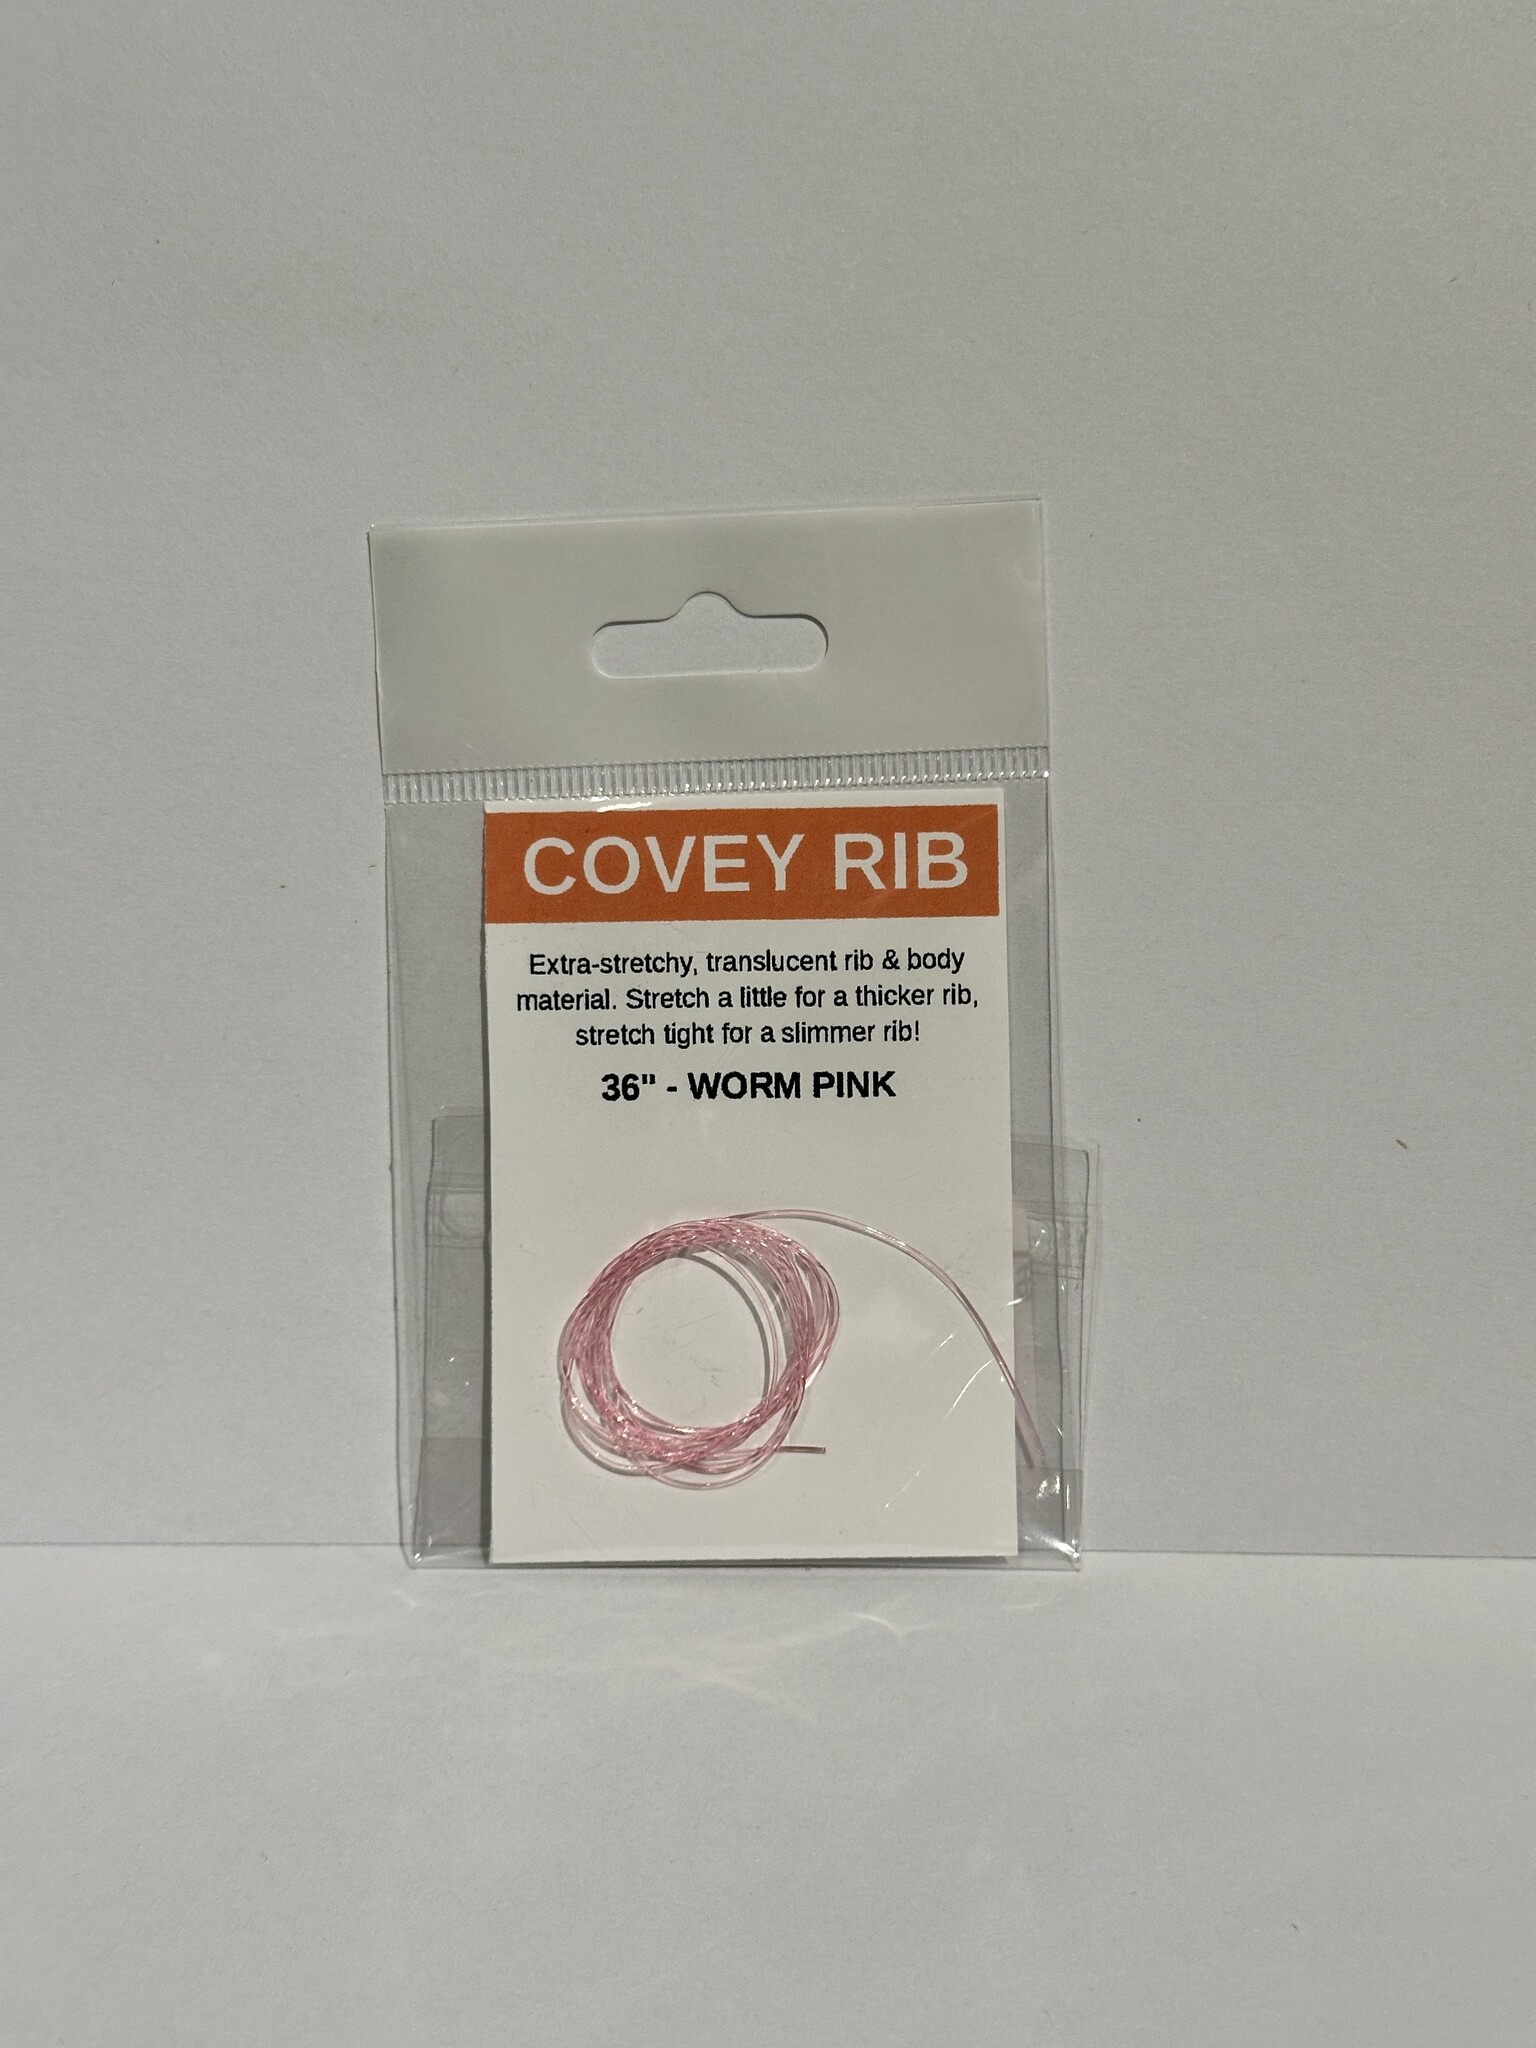 COVEY RIB
Extra-stretchy, translucent rib & body
material. Stretch a little for a thicker rib,
stretch tight for a slimmer rib!
36" - WORM PINK